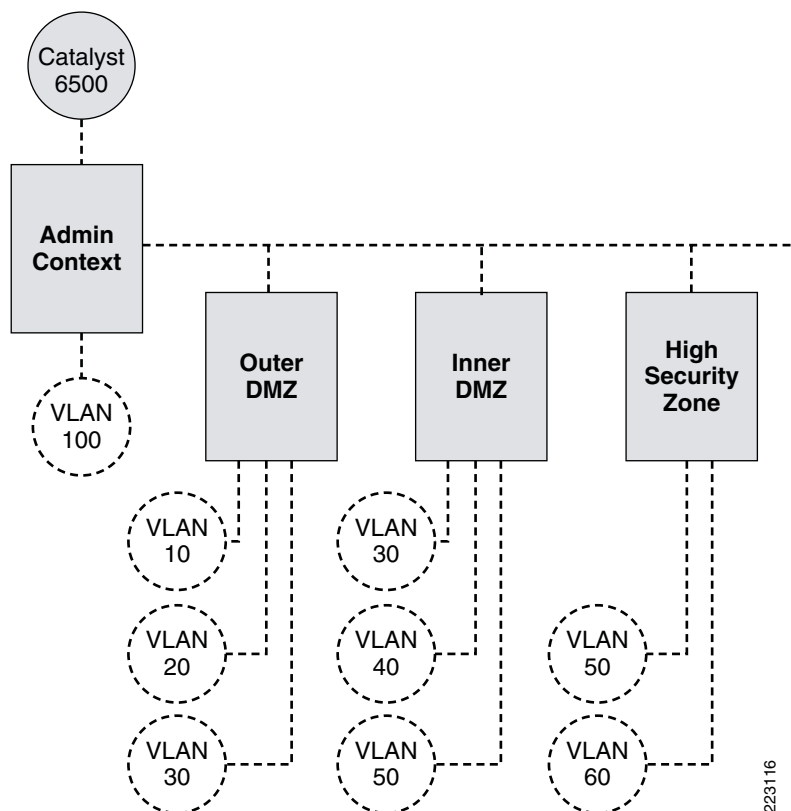 Catalyst
6500
Admin
Context
VLAN
100
Outer
DMZ
Inner
DMZ
High
Security
Zone
VLAN
10
VLAN
20
VLAN
30
VLAN
30
VLAN
40
VLAN
50
VLAN
50
VLAN
60
223116